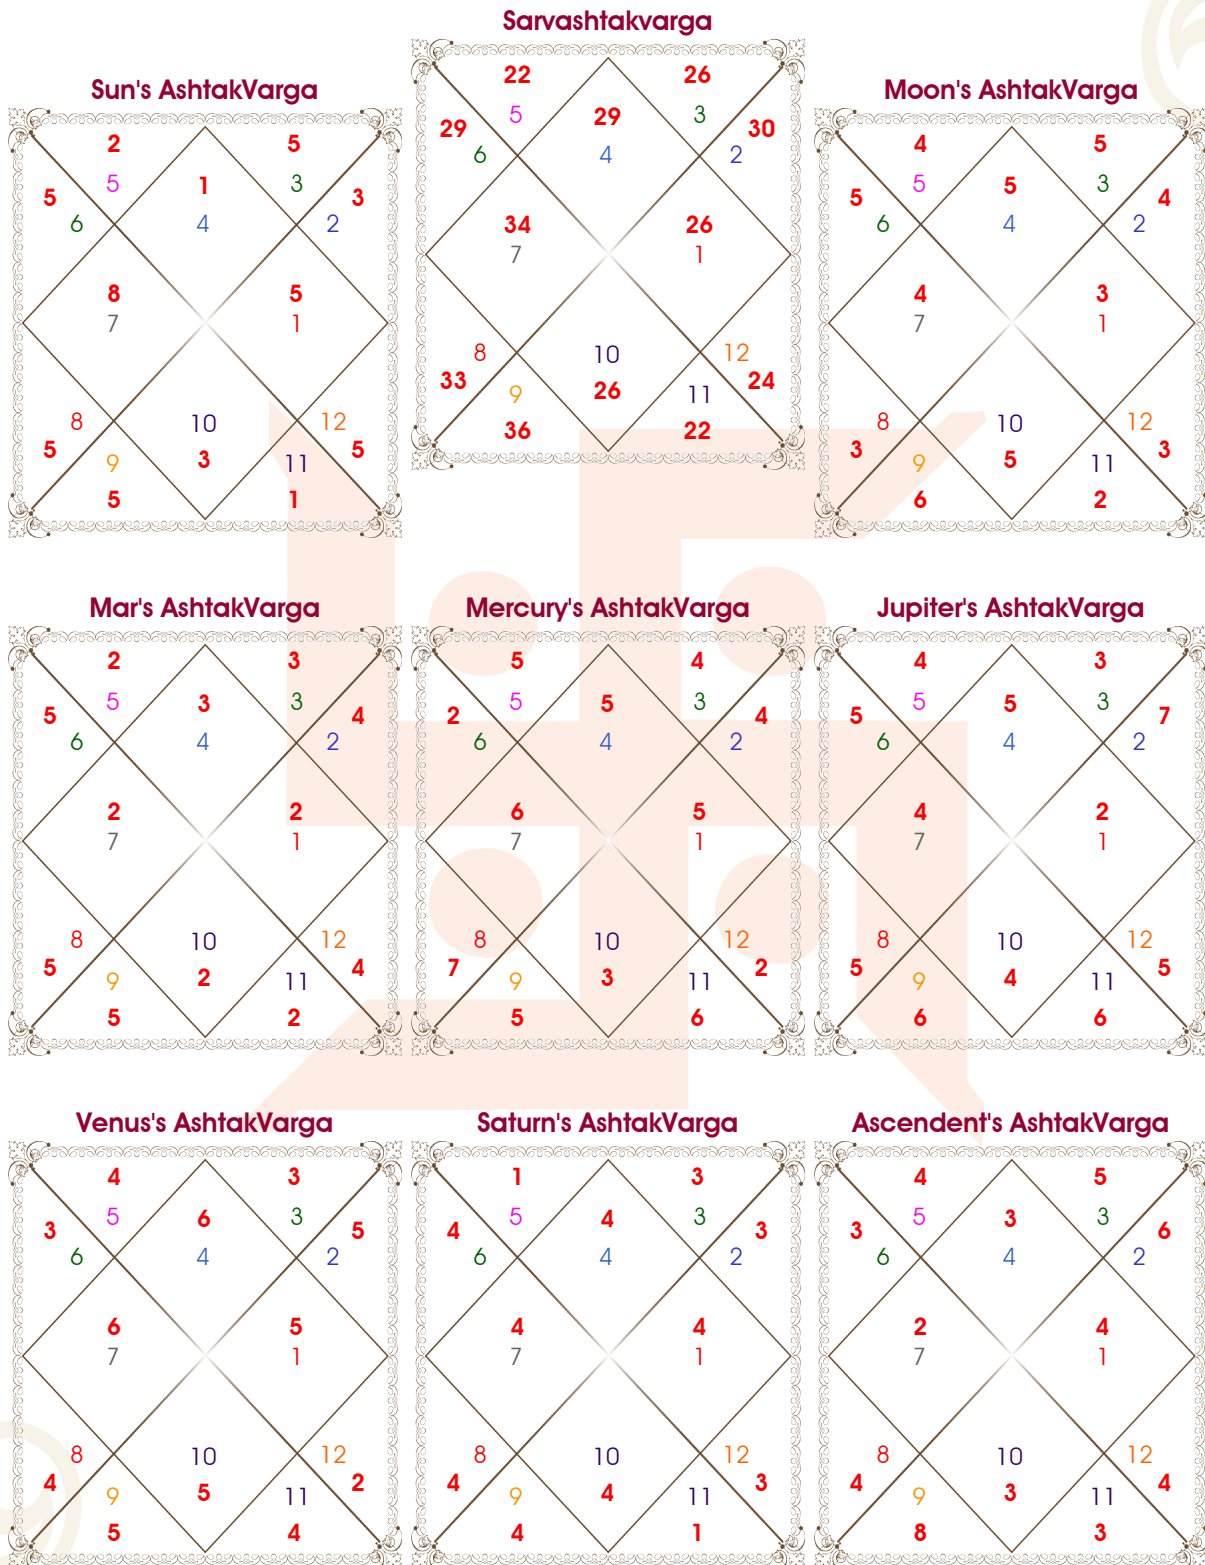 Sarvashtakvarga
22 26
5 29 3
29 30
6 4 2
34 26
7 1
8 10 12
33 26 24
9 11
36 22
Sun's AshtakVarga
2 5
5 1 3
5 3
6 4 2
8 5
7 1
8 10 12
5 3 5
9 11
5 1
Moon's AshtakVarga
4 5
5 5 3
5 4
6 4 2
4 3
7 1
8 10 12
3 5 3
9 11
6 2
Mar's AshtakVarga
2 3
5 3 3
5 4
6 4 2
2 2
7 1
8 10 12
5 2 4
9 11
5 2
Mercury's AshtakVarga
5 4
5 5 3
2 4
6 4 2
6 5
7 1
8 10 12
7 3 2
9 11
5 6
Jupiter's AshtakVarga
4 3
5 5 3
5 7
6 4 2
4 2
7 1
8 10 12
5 4 5
9 11
6 6
Venus's AshtakVarga
4 3
5 6 3
3 5
6 4 2
6 5
7 1
8 10 12
4 5 2
9 11
5 4
Saturn's AshtakVarga
1 3
5 4 3
4 3
6 4 2
4 4
7 1
8 10 12
4 4 3
9 11
4 1
Ascendent's AshtakVarga
4 5
5 3 3
3 6
6 4 2
2 4
7 1
8 10 12
4 3 4
9 11
8 3